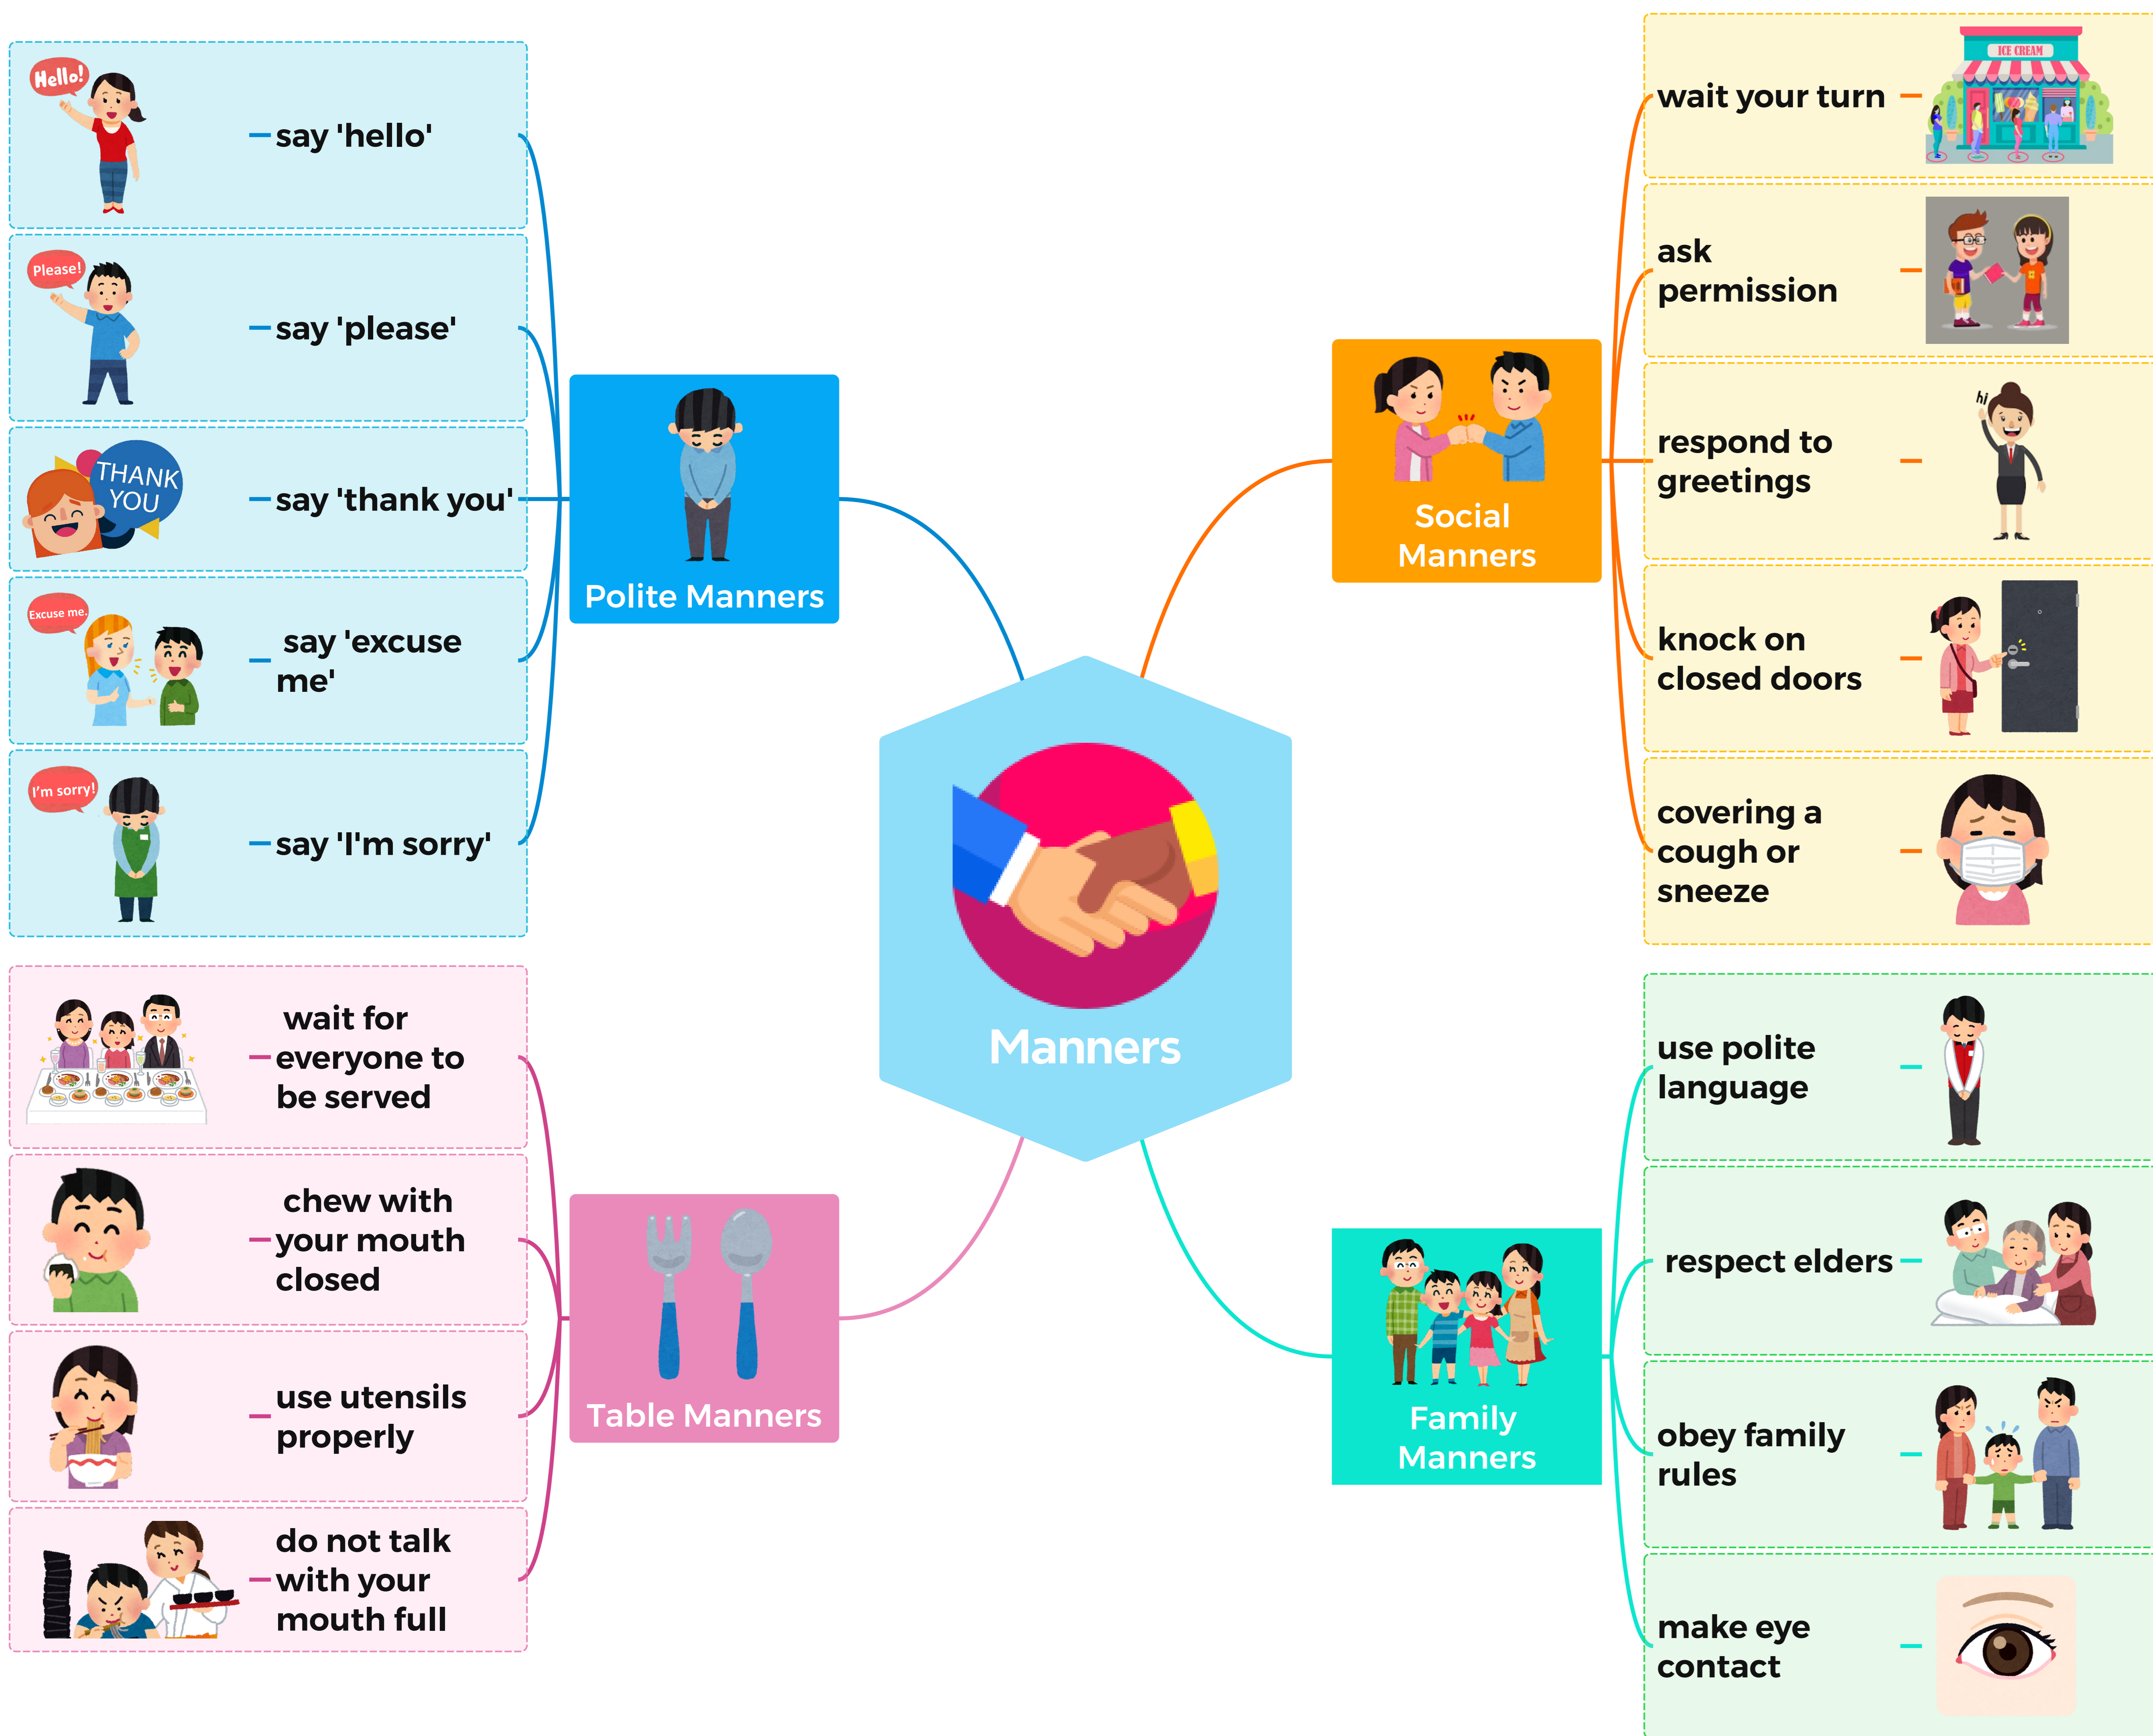 Hello!
say 'hello'
Please!
say 'please'
THANK
YOU
say 'thank you'
Excuse me.
say 'excuse
me'
I'm sorry!
say 'I'm sorry'
Polite Manners
wait for
everyone to
be served
chew with
your mouth
closed
use utensils
properly
do not talk
with your
mouth full
Table Manners
Manners
Social
Manners
wait your turn
ICE CREAM
ask
permission
respond to
greetings
hi
knock on
closed doors
covering a
cough or
sneeze
Family
Manners
use polite
language
respect elders
obey family
rules
make eye
contact